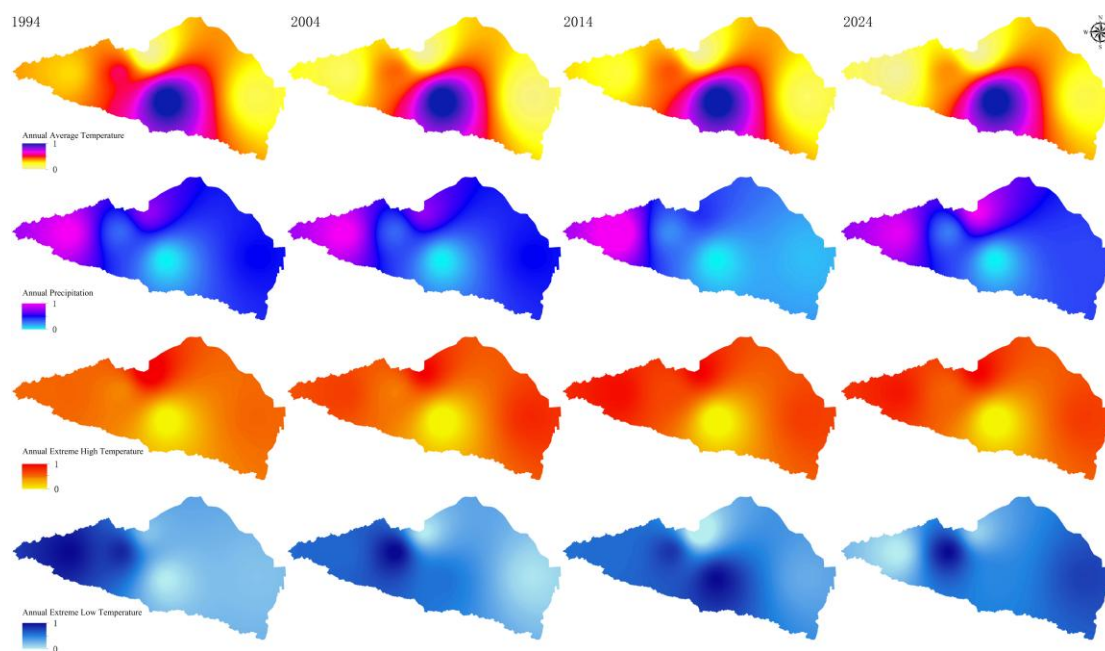 1994 2004 2014 2024
N
W E
S
Annual Average Temperature
1
0
Annual Precipitation
1
0
Annual Extreme High Temperature
1
0
Annual Extreme Low Temperature
1
0